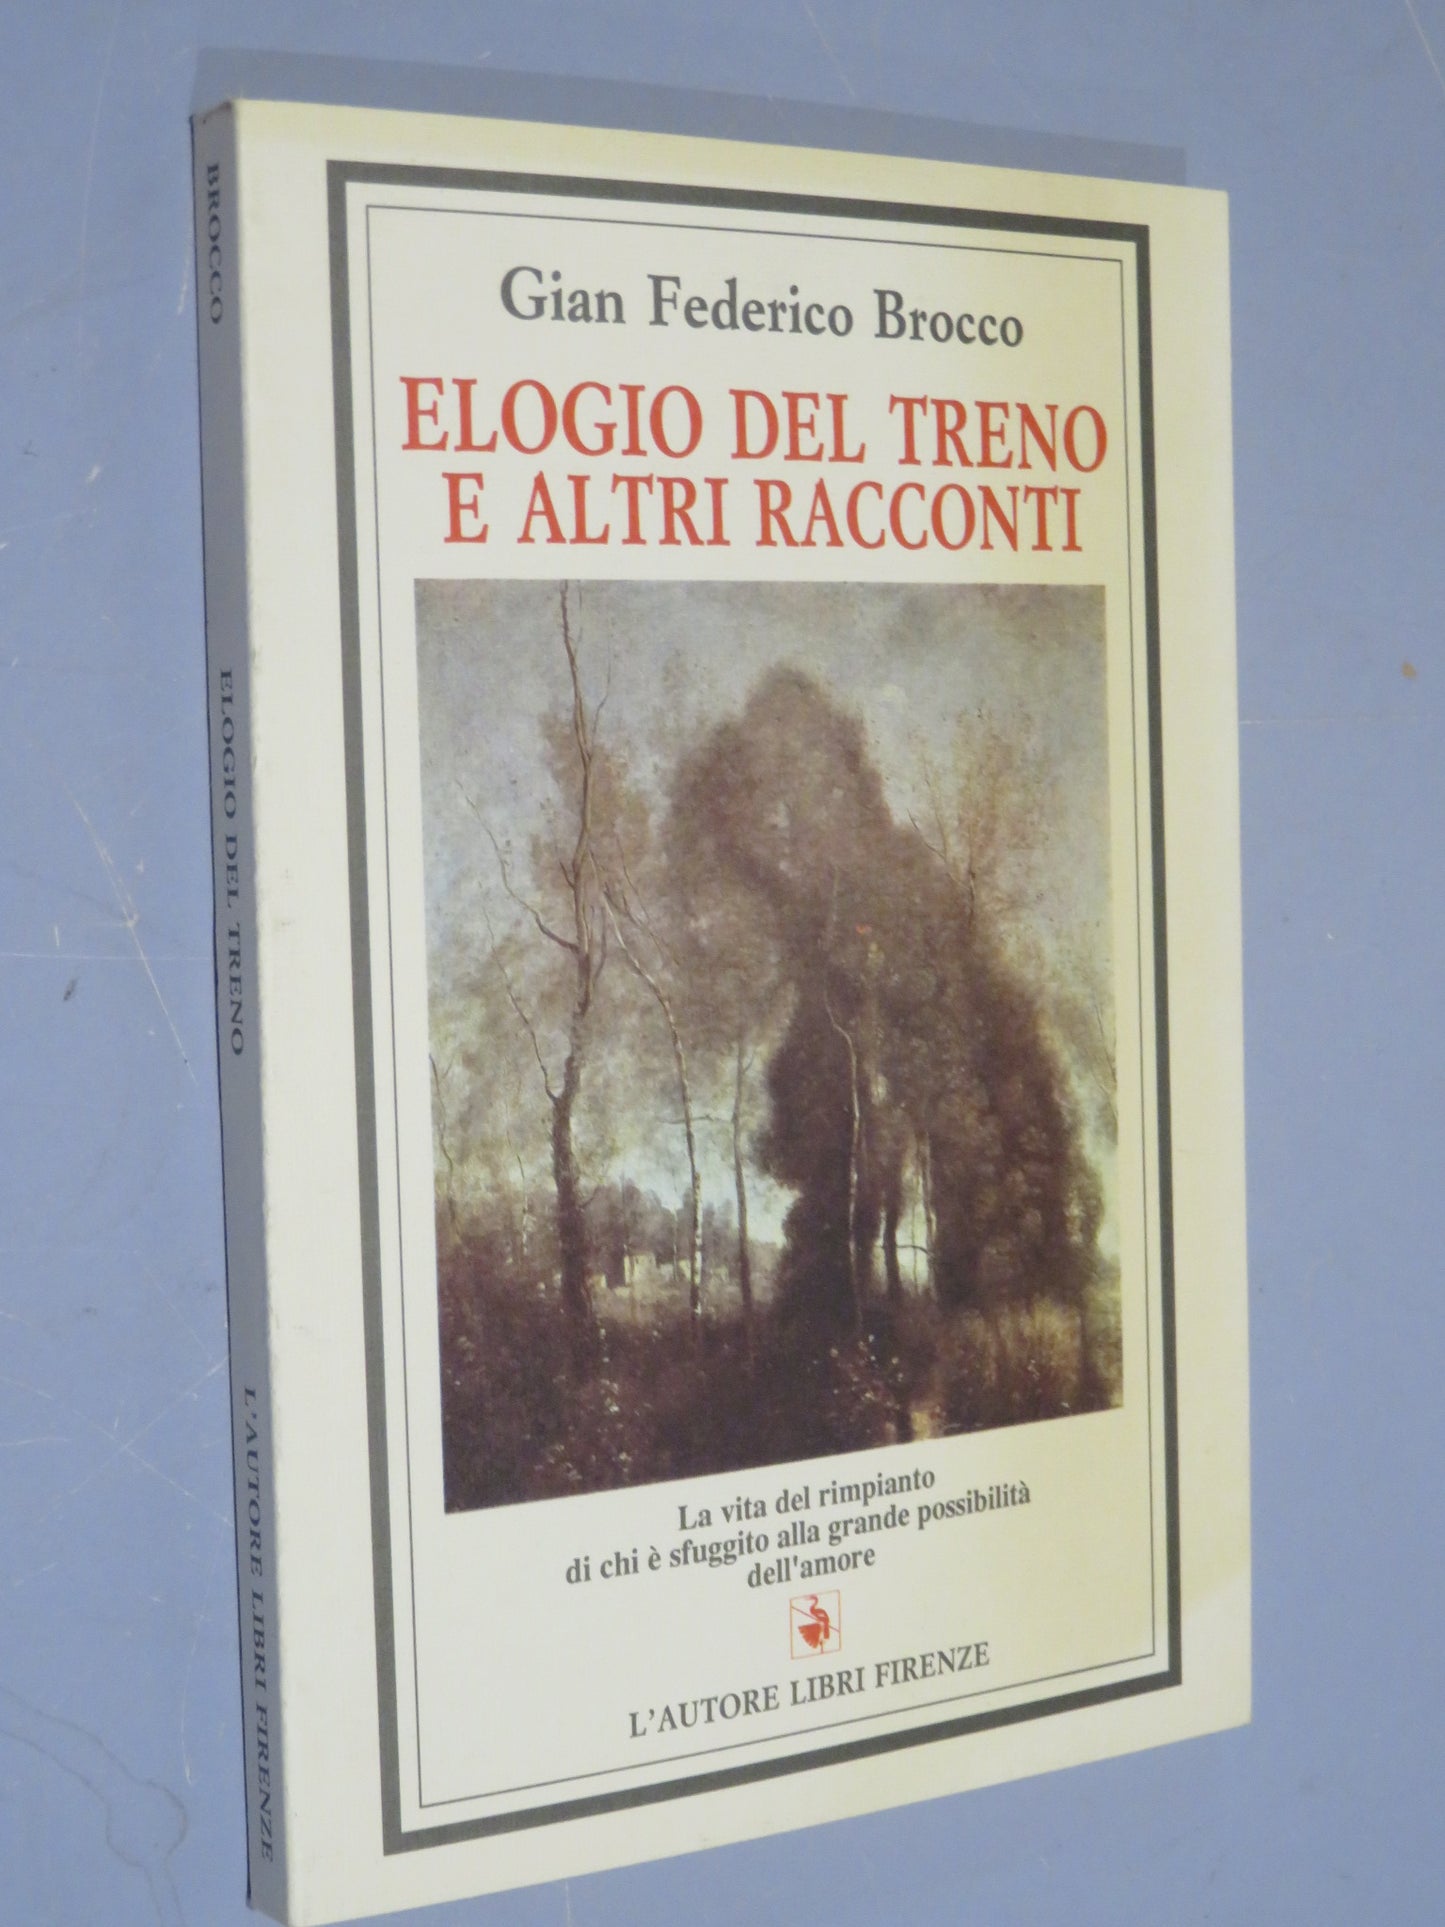 BROCCO
ELOGIO DEL TRENO
L'AUTORE LIBRI FIRENZE
Gian Federico Brocco
ELOGIO DEL TRENO
E ALTRI RACCONTI
La vita del rimpianto
di chi è sfuggito alla grande possibilità
dell'amore
L'AUTORE LIBRI FIRENZE